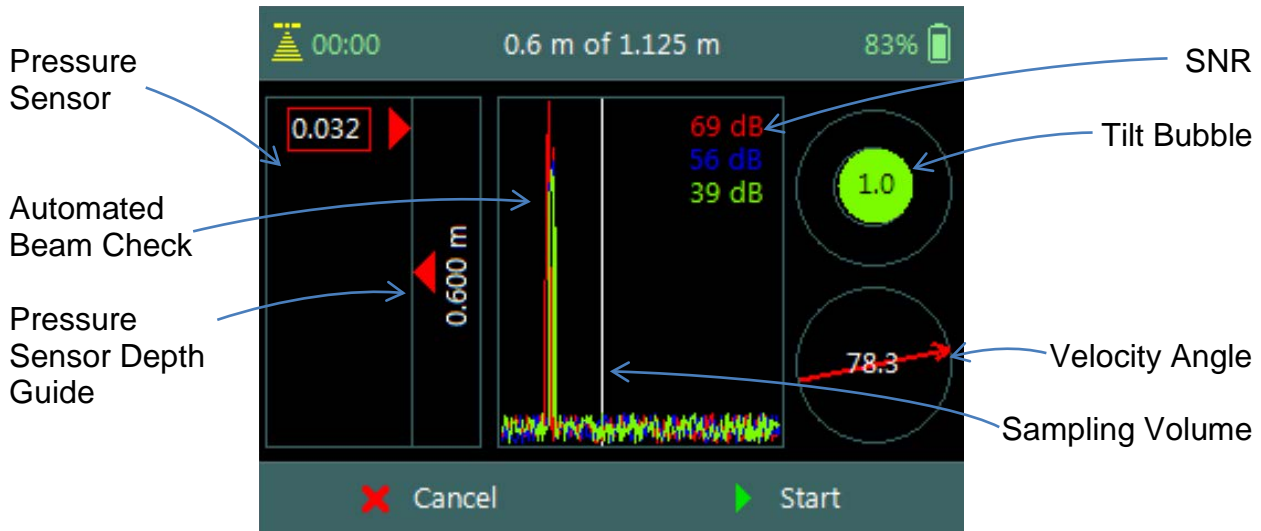 Pressure
Sensor
Automated
Beam Check
Pressure
Sensor Depth
Guide
00:00
0.6 m of 1.125 m
83%
0.032
0.600 m
69 dB
56 dB
39 dB
1.0
78.3
Cancel
Start
SNR
Tilt Bubble
Velocity Angle
Sampling Volume